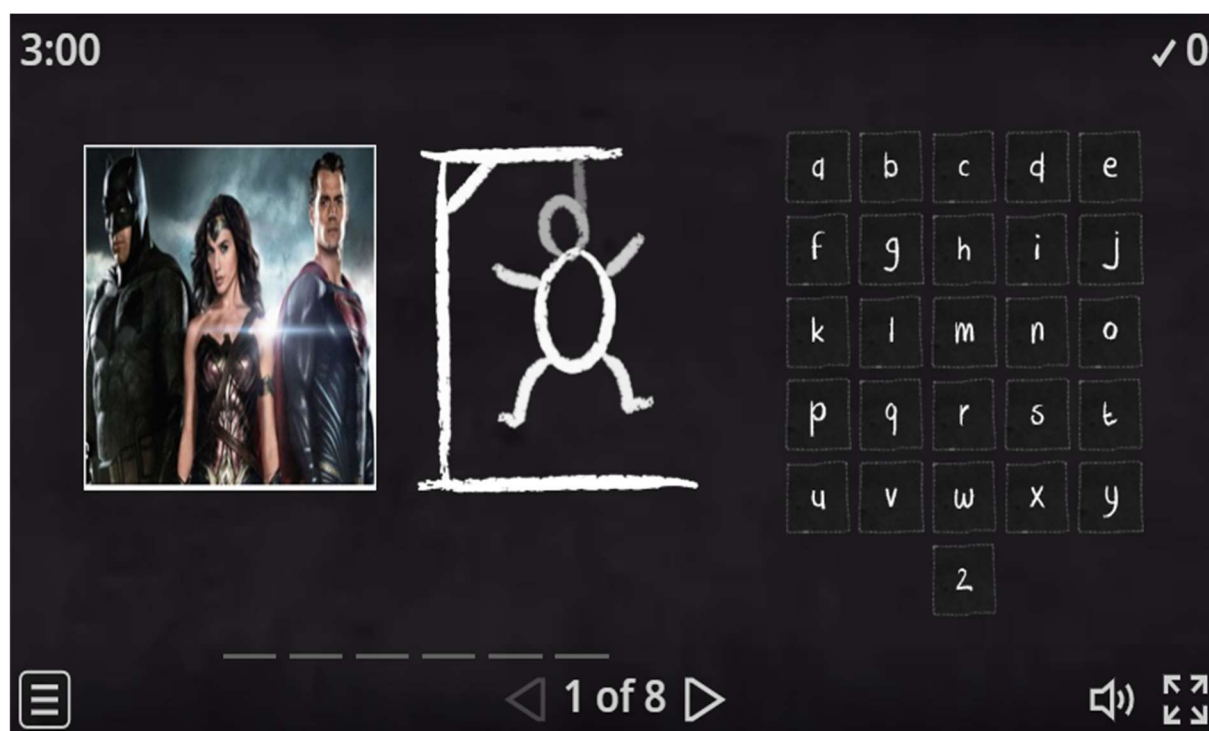 3:00
✓ 0
a b c d e
f g h i j
k l m n o
p q r s t
u v w x y
z
1 of 8